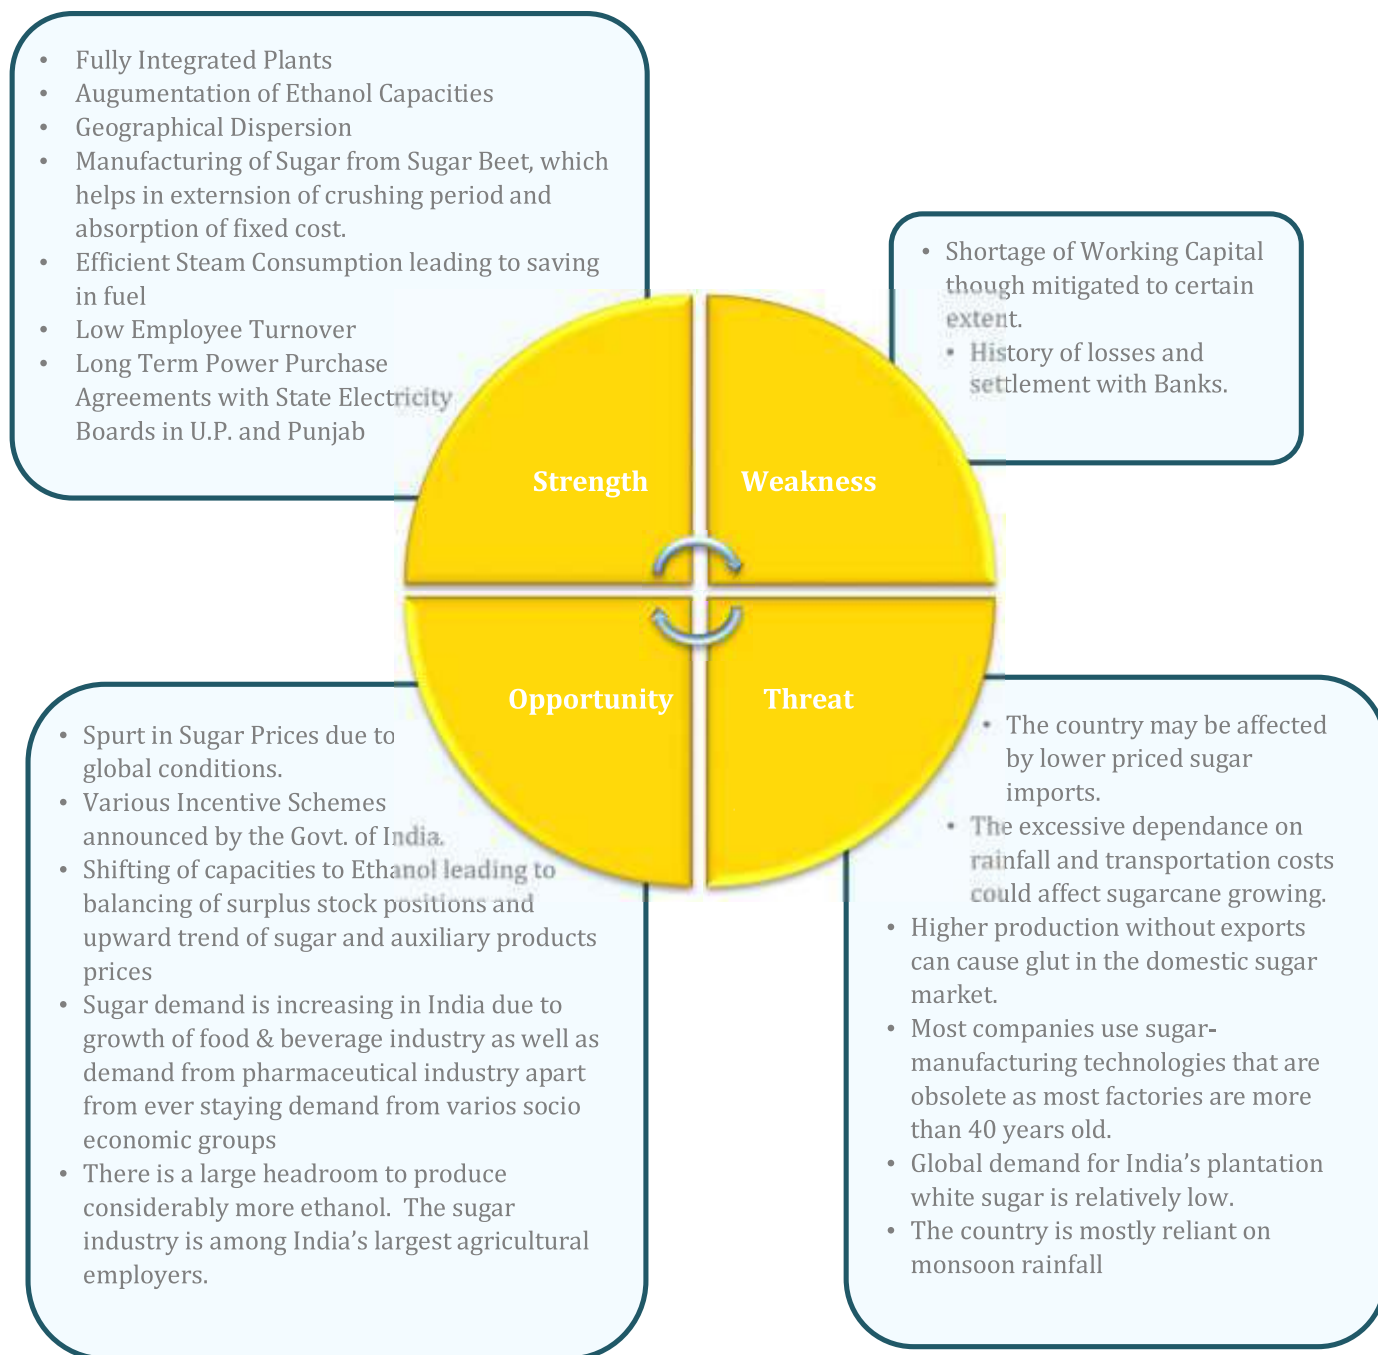 • Fully Integrated Plants
• Augumentation of Ethanol Capacities
• Geographical Dispersion
• Manufacturing of Sugar from Sugar Beet, which
helps in externsion of crushing period and
absorption of fixed cost.
• Efficient Steam Consumption leading to saving
in fuel
• Low Employee Turnover
• Long Term Power Purchase
Agreements with State Electricity
Boards in U.P. and Punjab
• Shortage of Working Capital
though mitigated to certain
extent.
• History of losses and
settlement with Banks.
Strength
Weakness
Opportunity
Threat
• Spurt in Sugar Prices due to
global conditions.
• Various Incentive Schemes
announced by the Govt. of India.
• Shifting of capacities to Ethanol leading to
balancing of surplus stock positions and
upward trend of sugar and auxiliary products
prices
• Sugar demand is increasing in India due to
growth of food & beverage industry as well as
demand from pharmaceutical industry apart
from ever staying demand from varios socio
economic groups
• There is a large headroom to produce
considerably more ethanol. The sugar
industry is among India’s largest agricultural
employers.
• The country may be affected
by lower priced sugar
imports.
• The excessive dependance on
rainfall and transportation costs
could affect sugarcane growing.
• Higher production without exports
can cause glut in the domestic sugar
market.
• Most companies use sugar-
manufacturing technologies that are
obsolete as most factories are more
than 40 years old.
• Global demand for India’s plantation
white sugar is relatively low.
• The country is mostly reliant on
monsoon rainfall